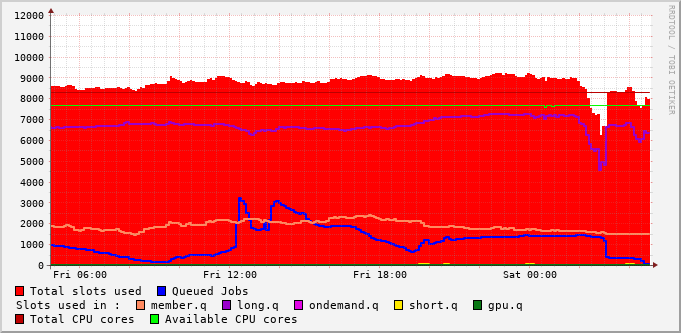 12000
11000
10000
9000
8000
7000
6000
5000
4000
3000
2000
1000
0
Fri 06:00 Fri 12:00 Fri 18:00 Sat 00:00
Total slots used Queued Jobs
Slots used in : member.q long.q ondemand.q short.q gpu.q
Total CPU cores Available CPU cores
RRDTOOL / TOBI OETIKER